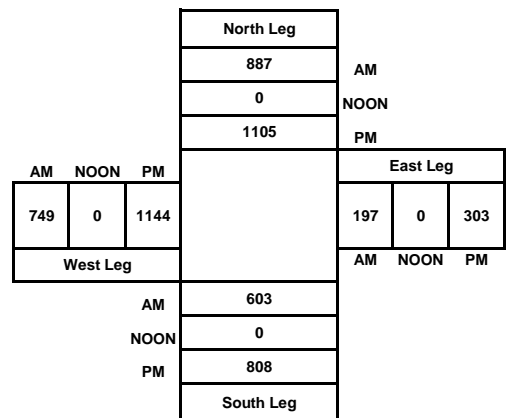 North Leg
887 AM
0 NOON
1105 PM
AM NOON PM
East Leg
749 0 1144
197 0 303
West Leg
AM NOON PM
AM 603
NOON 0
PM 808
South Leg